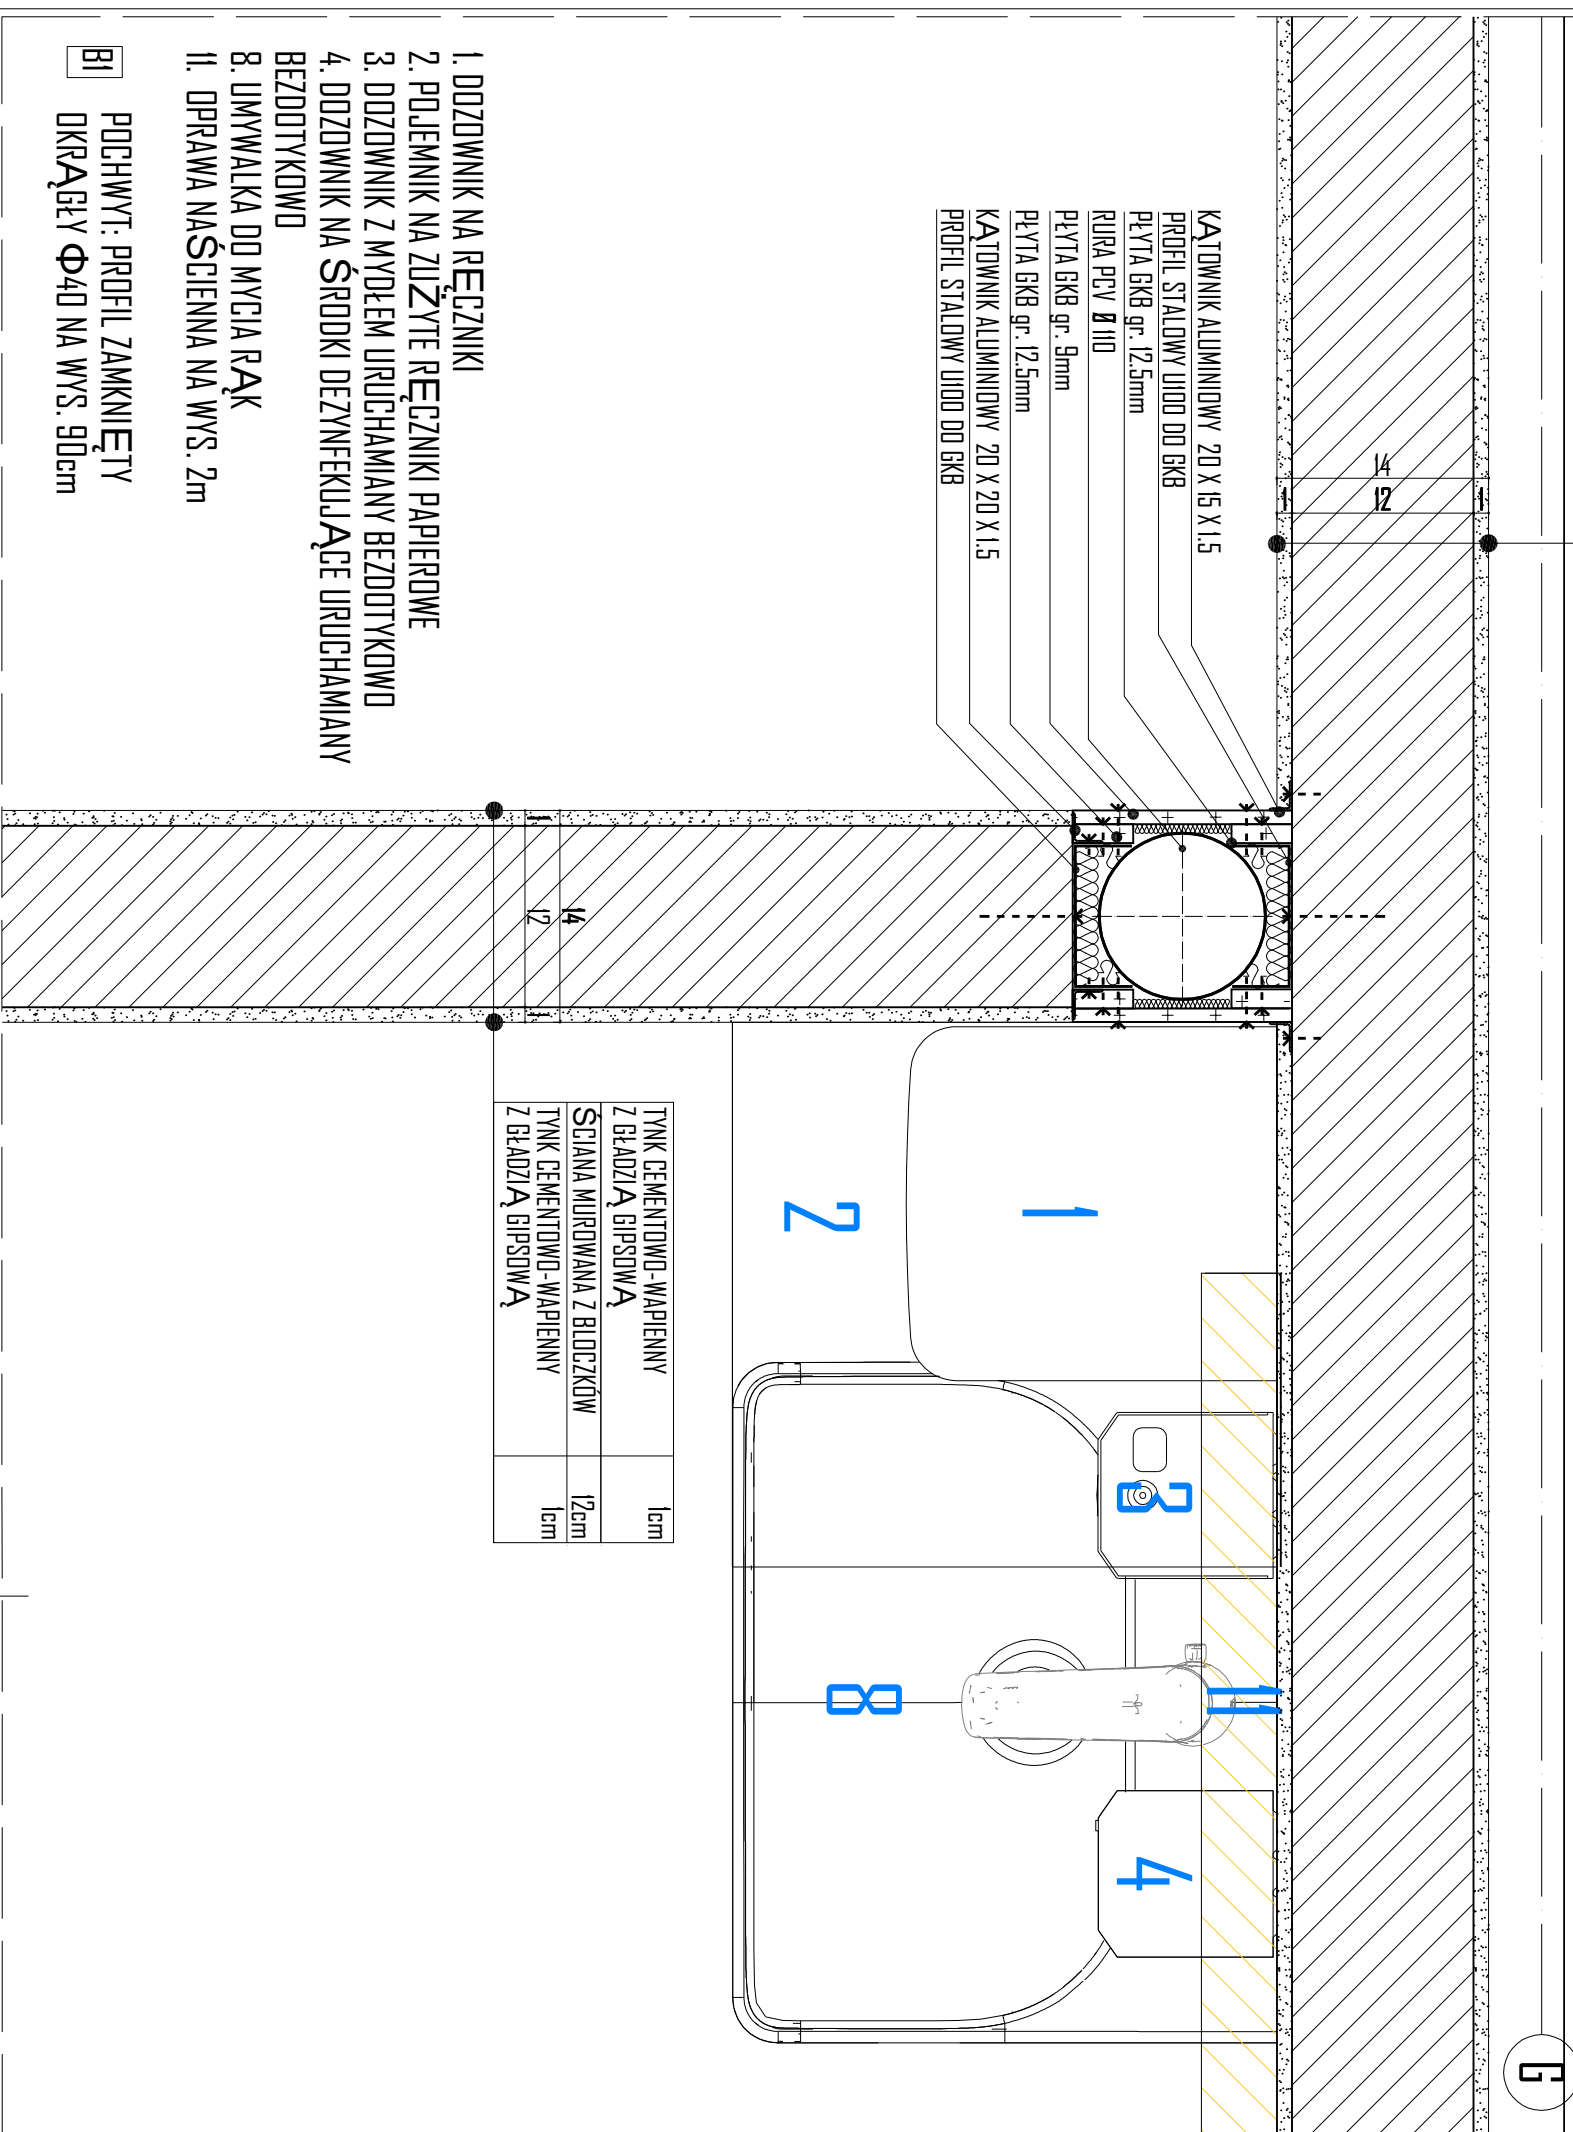 G
14
1
12
1
KĄTOWNIK ALUMINIOWY 20 X 15 X 1.5
PROFIL STALOWY U100 DO GKB
PŁYTA GKB gr. 12.5mm
RURA PCV Ø 110
PŁYTA GKB gr. 9mm
PŁYTA GKB gr. 12.5mm
KĄTOWNIK ALUMINIOWY 20 X 20 X 1.5
PROFIL STALOWY U100 DO GKB
1. DOZOWNIK NA RĘCZNIKI
2. POJEMNIK NA ZUŻYTE RĘCZNIKI PAPIEROWE
3. DOZOWNIK Z MYDŁEM URUCHAMIANY BEZDOTYKOWO
4. DOZOWNIK NA ŚRODKI DEZYNFEKUJĄCE URUCHAMIANY
BEZDOTYKOWO
8. UMYWALKA DO MYCIA RĄK
11. OPRAWA NAŚCIENNA NA WYS. 2m
B1
POCHWYT: PROFIL ZAMKNIĘTY
OKRĄGŁY Φ40 NA WYS. 90cm
14
1
12
1
TYNK CEMENTOWO-WAPIENNY
Z GŁADZIĄ GIPSOWĄ 1cm
ŚCIANA MUROWANA Z BLOCZKÓW 12cm
TYNK CEMENTOWO-WAPIENNY
Z GŁADZIĄ GIPSOWĄ 1cm
1
2
3
11
8
4